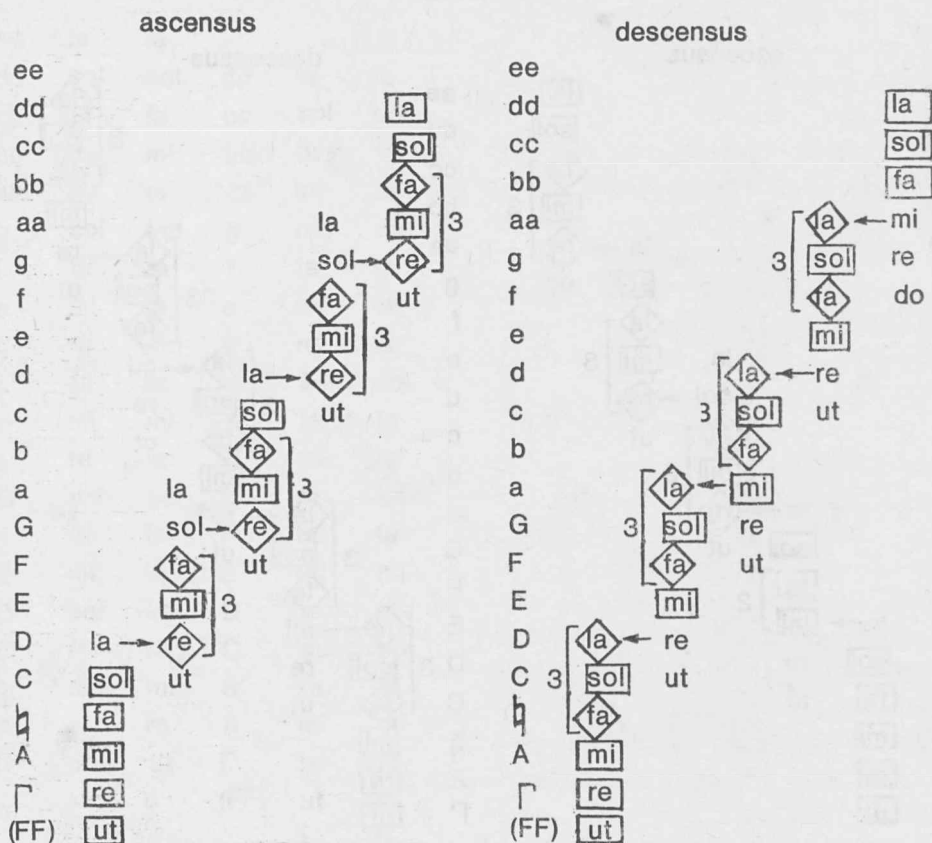 ascensus descensus
ee ee
dd la dd la
cc sol cc sol
bb fa bb fa
aa la mi 3 aa la mi
g sol re g 3 sol re
f fa ut f fa do
e mi 3 e mi
d la re d la re
c sol ut c 3 sol ut
b fa b fa
a la mi 3 a la mi
G sol re G 3 sol re
F fa ut F fa ut
E mi 3 E mi
D la re D la re
C sol ut C 3 sol ut
♮ fa ♮ fa
A mi A mi
Γ re Γ re
(FF) ut (FF) ut